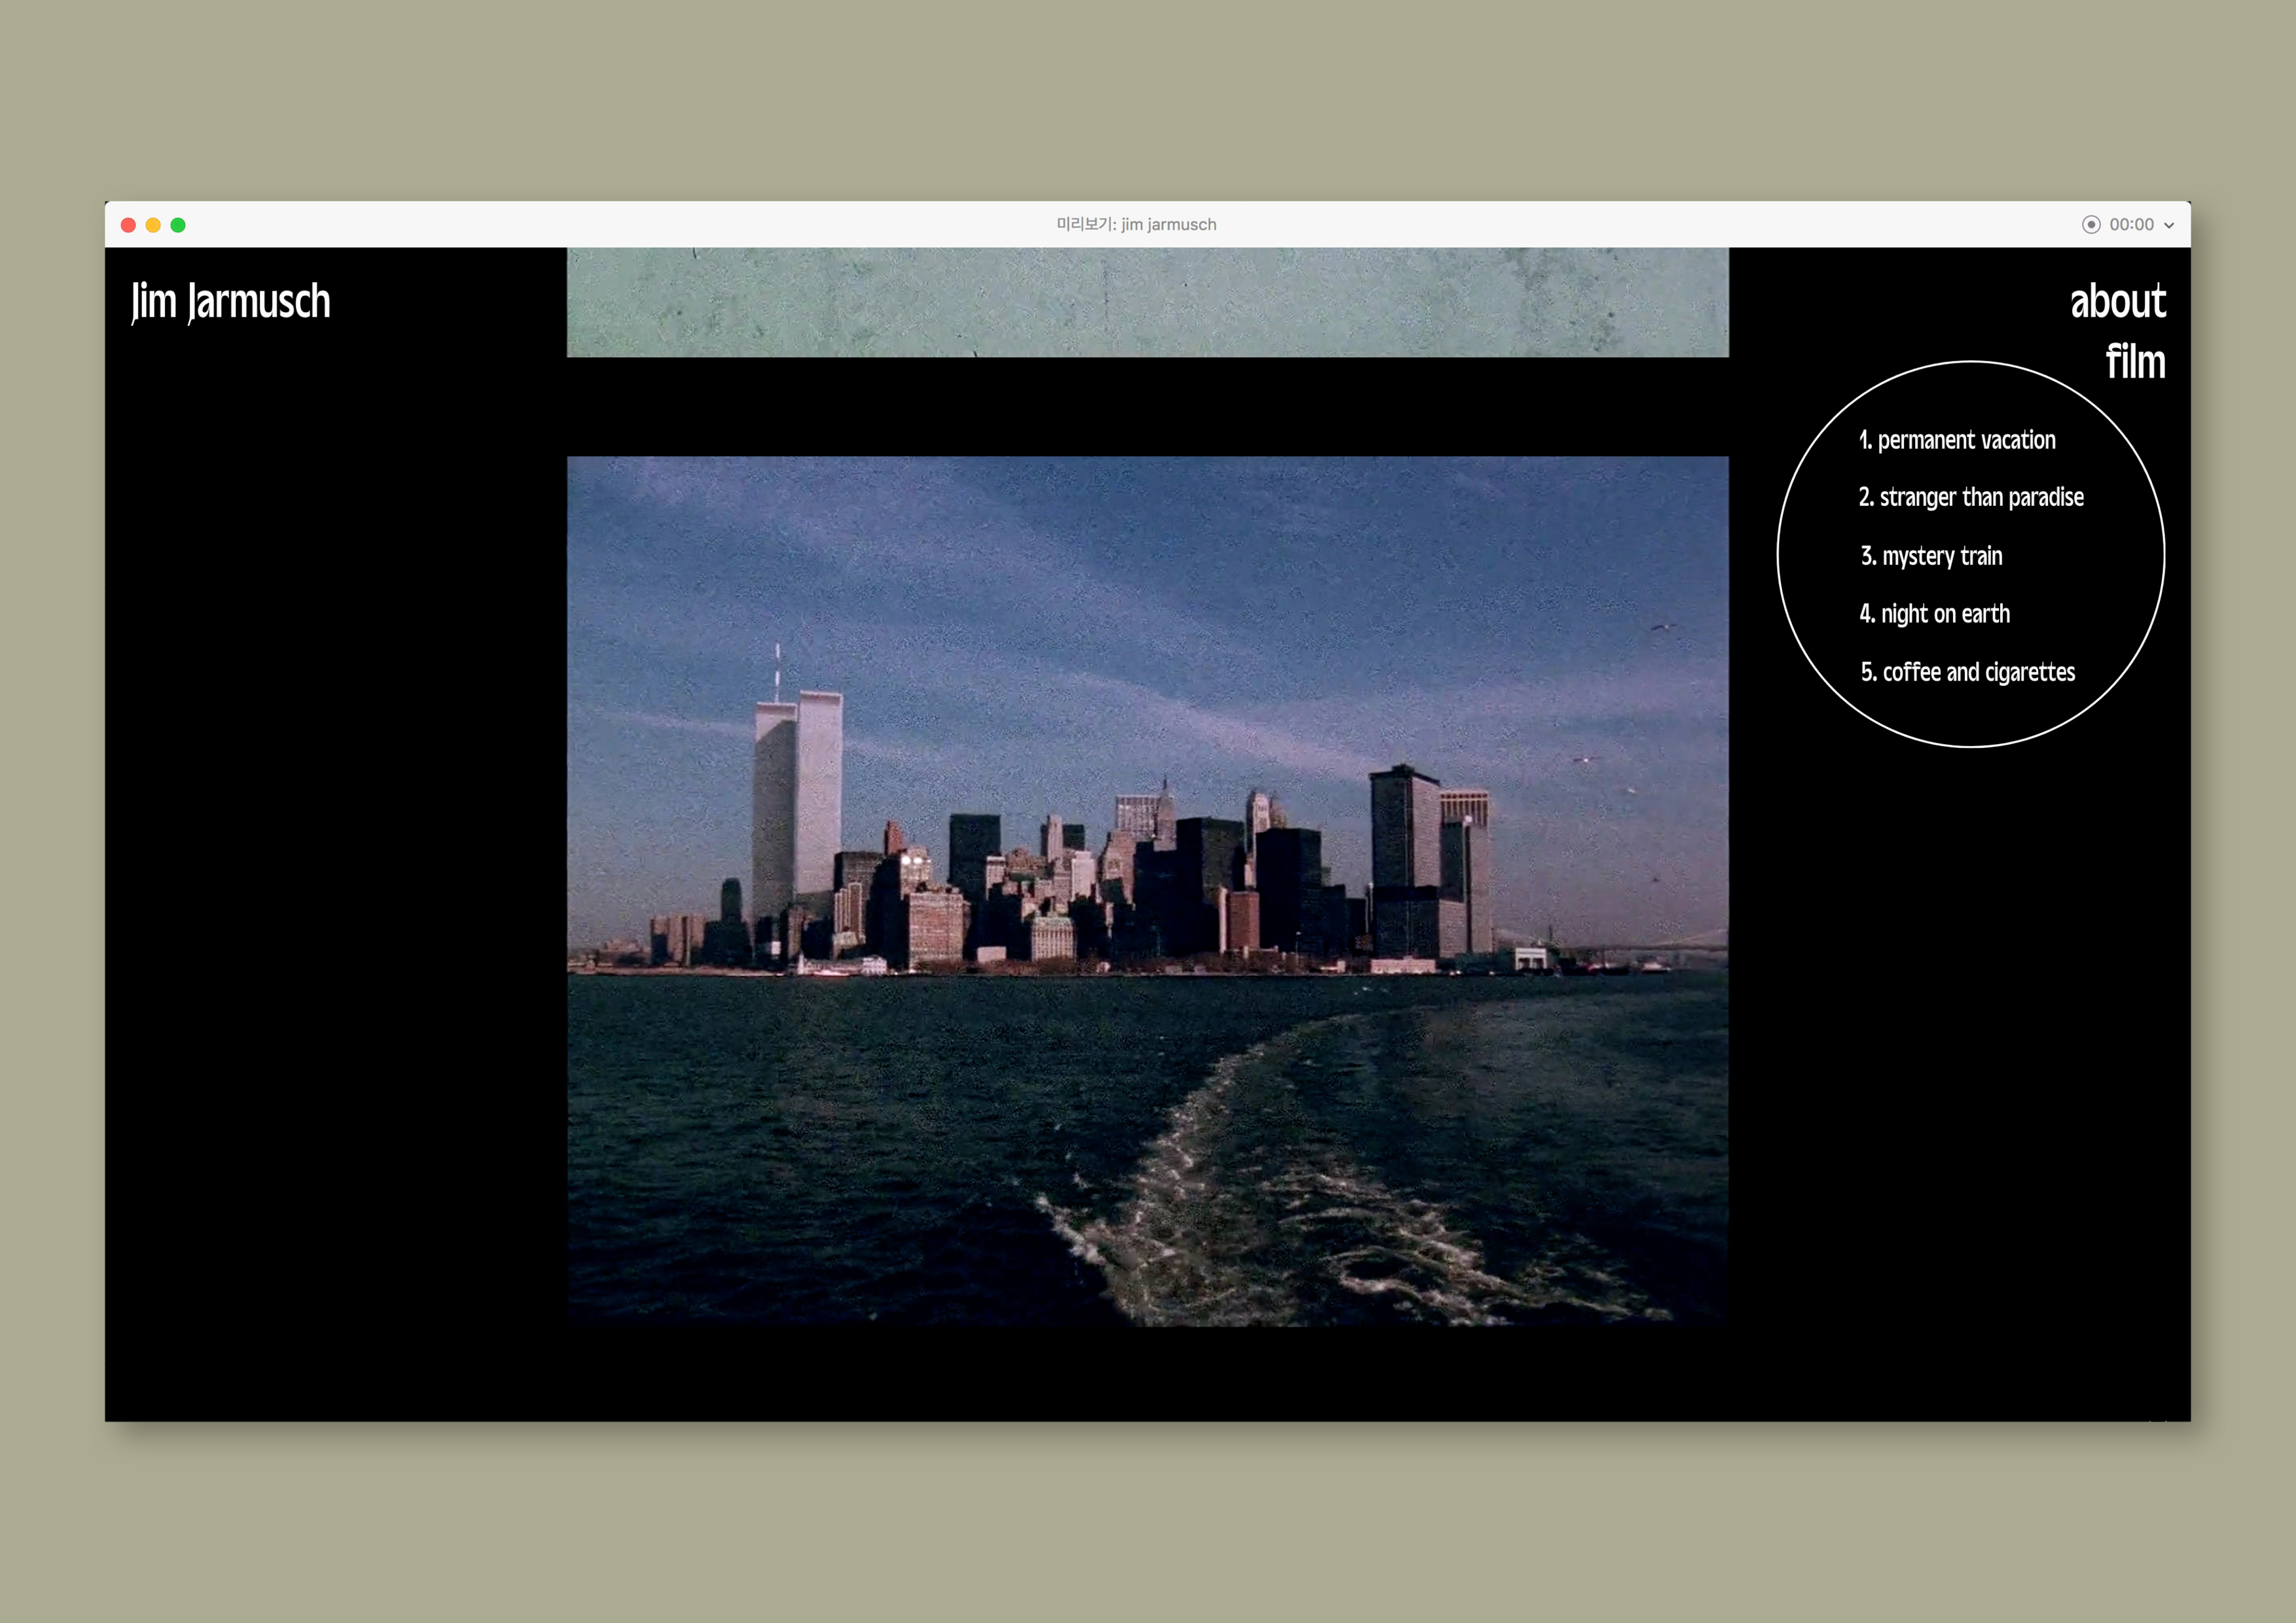 미리보기: jim jarmusch
00:00
Jim Jarmusch
about
film
1. permanent vacation
2. stranger than paradise
3. mystery train
4. night on earth
5. coffee and cigarettes